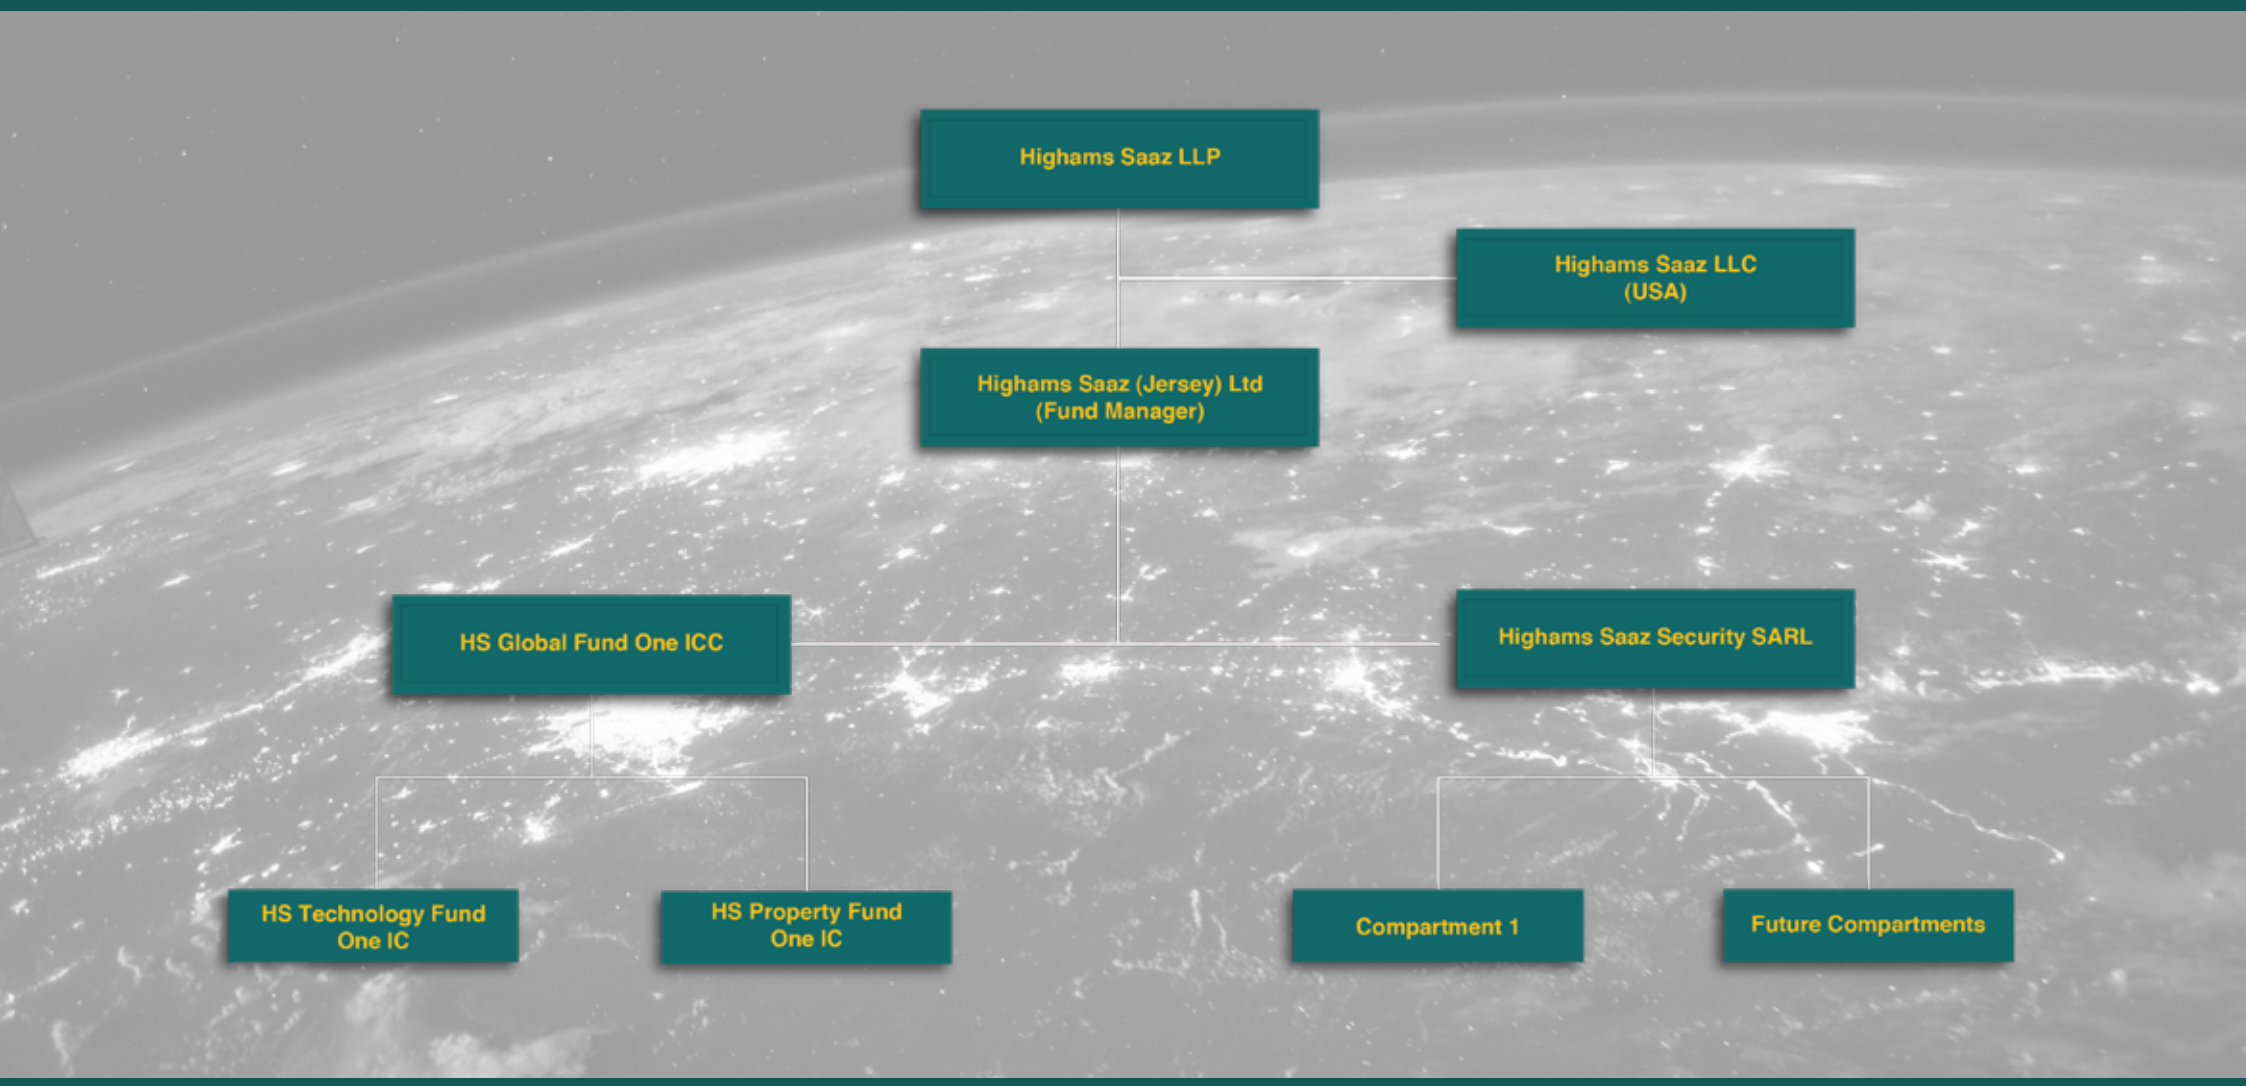 Highams Saaz LLP
Highams Saaz LLC
(USA)
Highams Saaz (Jersey) Ltd
(Fund Manager)
HS Global Fund One ICC
Highams Saaz Security SARL
HS Technology Fund
One IC
HS Property Fund
One IC
Compartment 1
Future Compartments